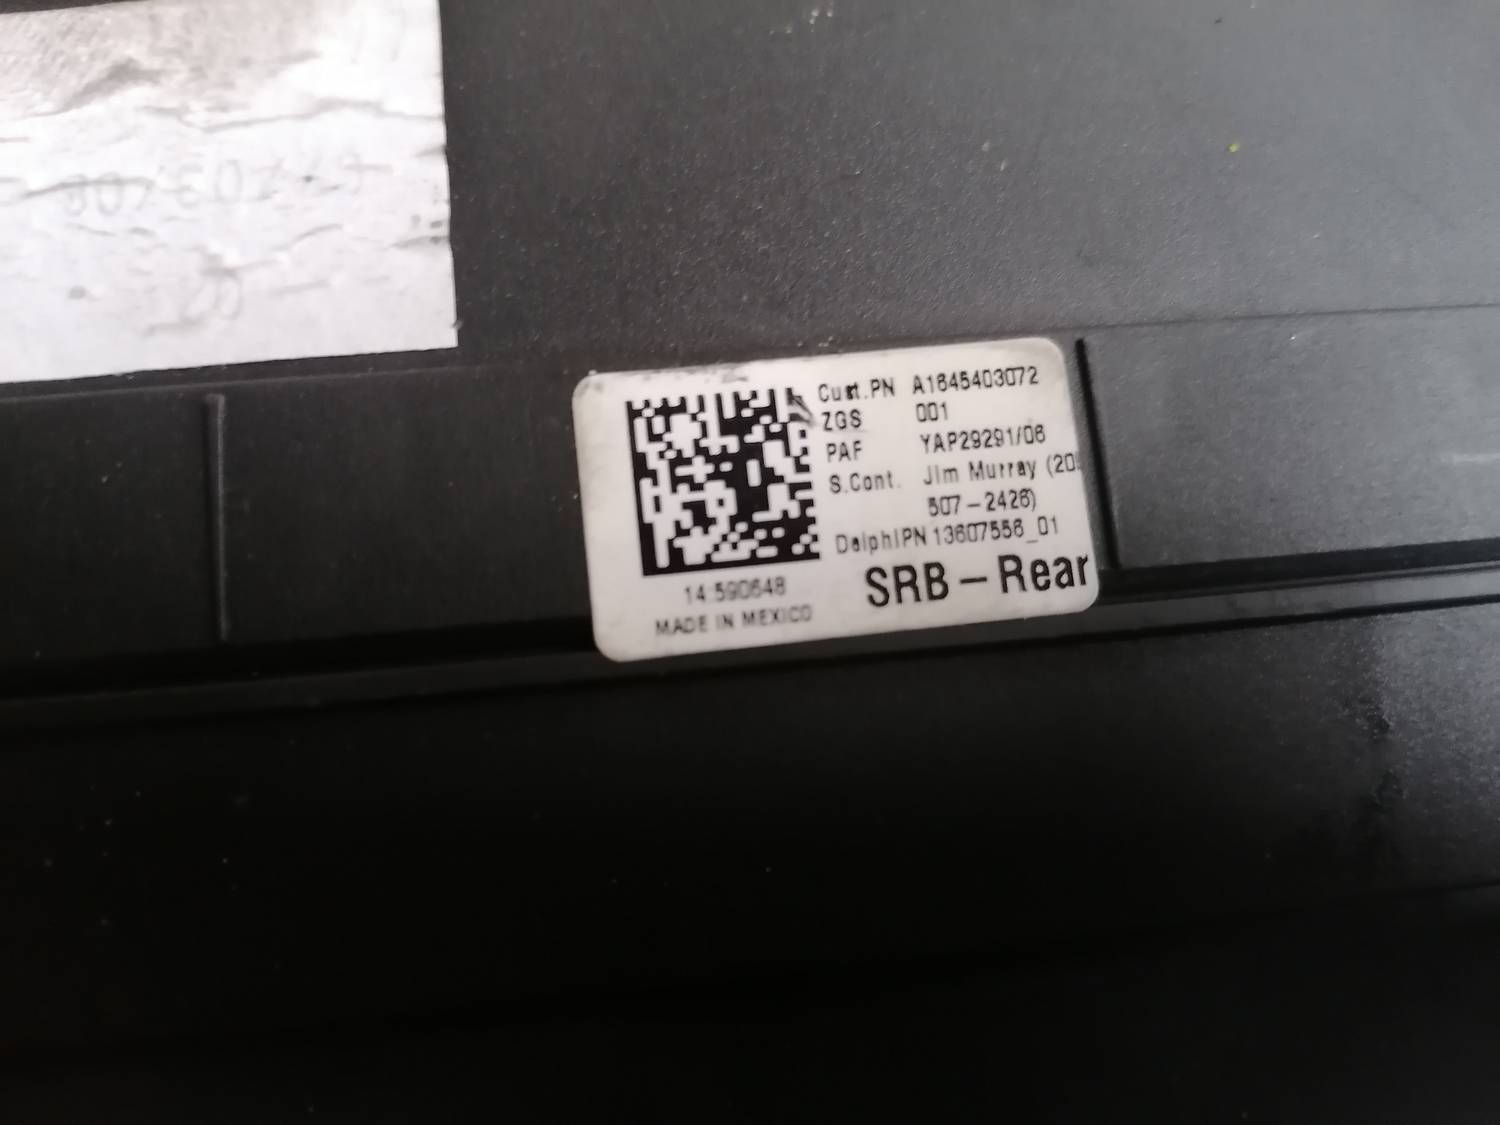 Cust.PN A1645403072
ZGS 001
PAF YAP29291/06
S.Cont. Jim Murray (20
507-2426)
DelphiPN 13607556_01
SRB-Rear
14:590648
MADE IN MEXICO